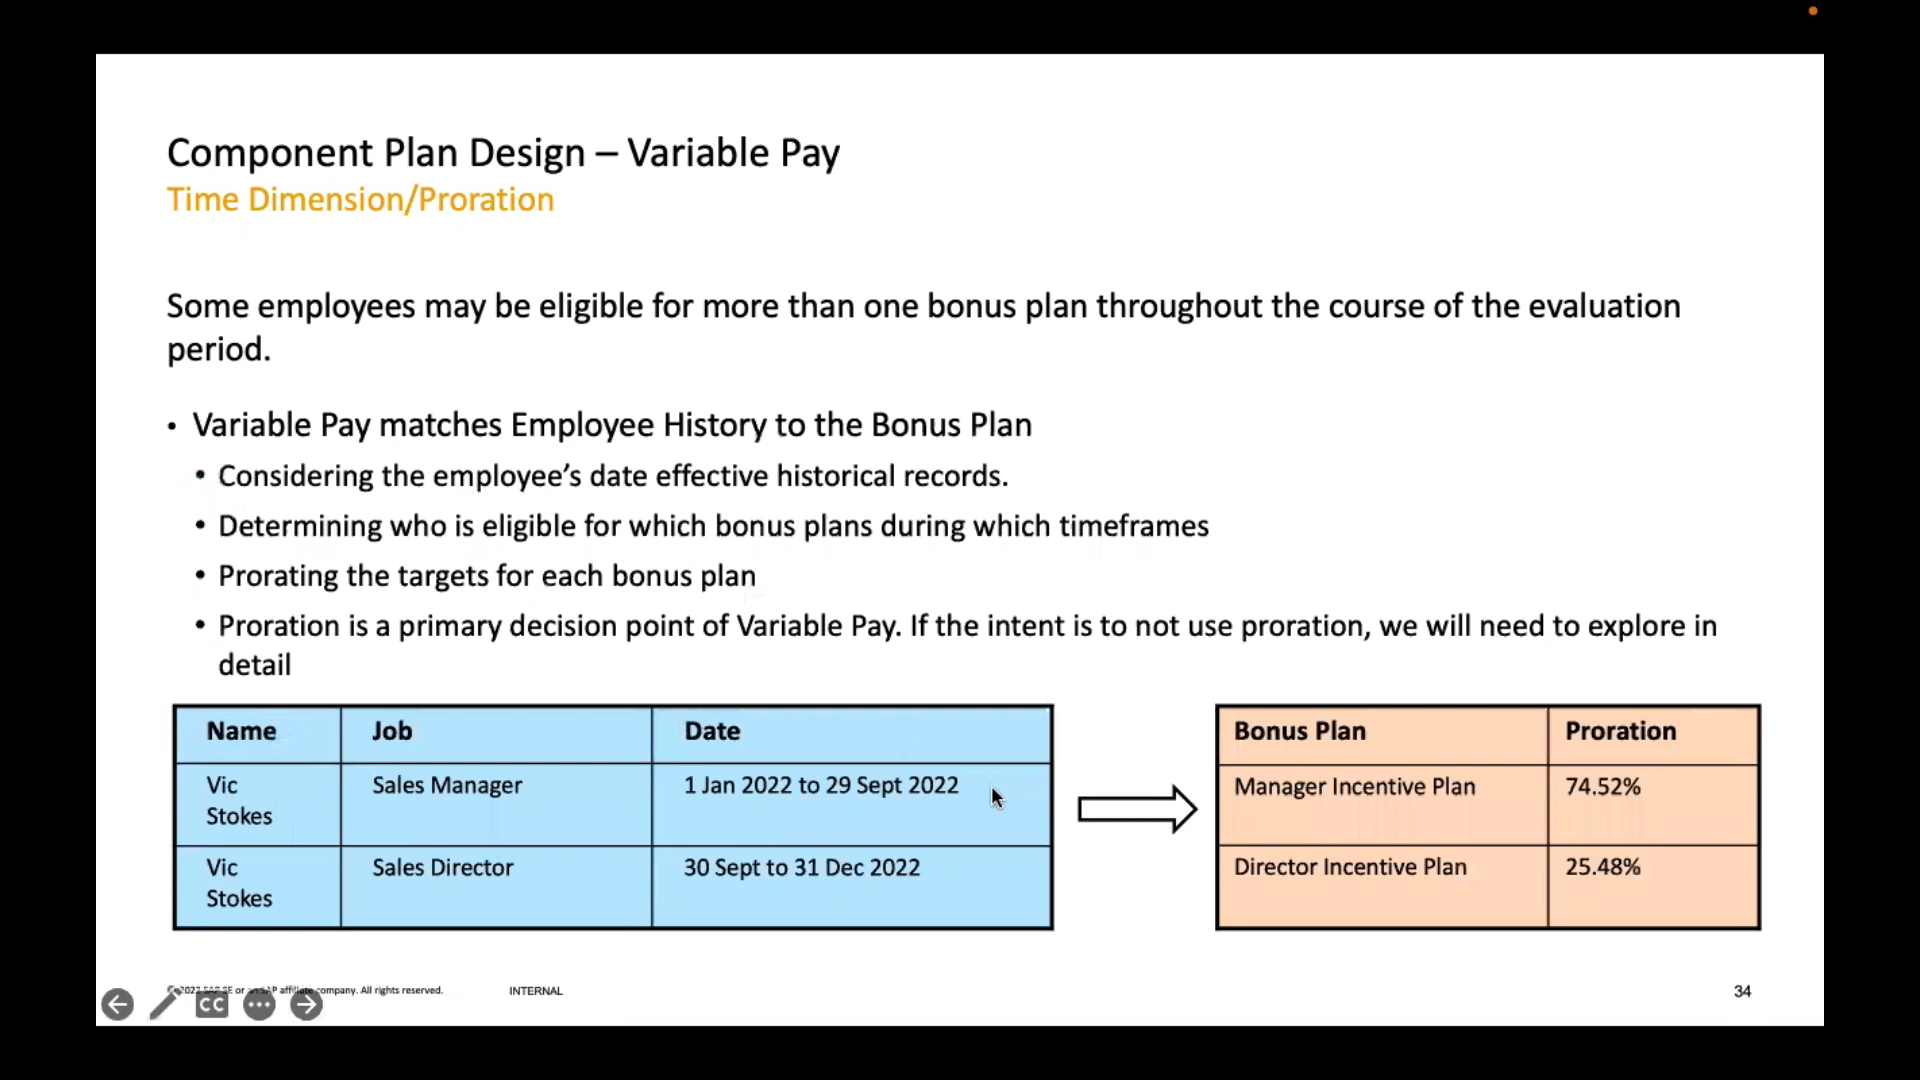 Component Plan Design – Variable Pay
Time Dimension/Proration
Some employees may be eligible for more than one bonus plan throughout the course of the evaluation
period.
• Variable Pay matches Employee History to the Bonus Plan
• Considering the employee’s date effective historical records.
• Determining who is eligible for which bonus plans during which timeframes
• Prorating the targets for each bonus plan
• Proration is a primary decision point of Variable Pay. If the intent is to not use proration, we will need to explore in
detail
Name Job Date
Vic Sales Manager 1 Jan 2022 to 29 Sept 2022
Stokes
Vic Sales Director 30 Sept to 31 Dec 2022
Stokes
Bonus Plan Proration
Manager Incentive Plan 74.52%
Director Incentive Plan 25.48%
SE or an SAP affiliate company. All rights reserved. INTERNAL 34
CC